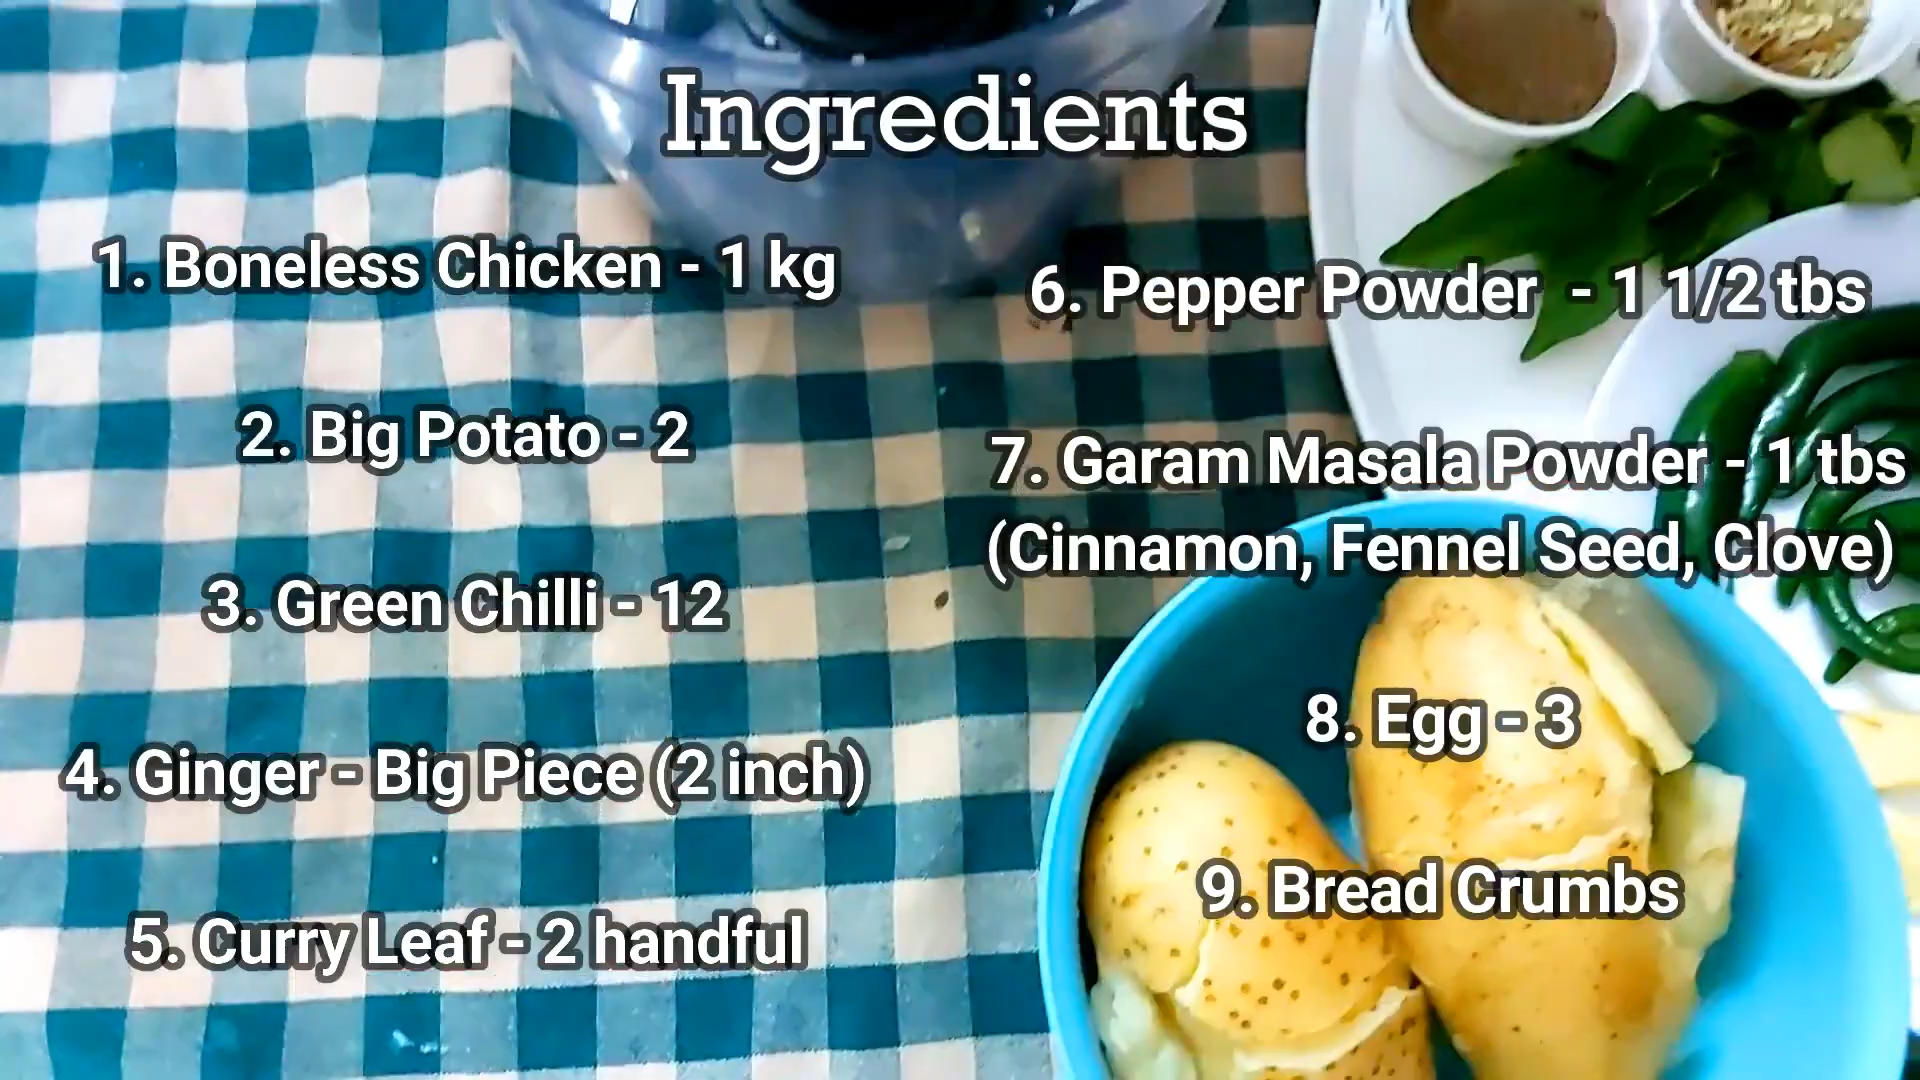 Ingredients
1. Boneless Chicken - 1 kg
2. Big Potato - 2
3. Green Chilli - 12
4. Ginger - Big Piece (2 inch)
5. Curry Leaf - 2 handful
6. Pepper Powder - 1 1/2 tbs
7. Garam Masala Powder - 1 tbs
(Cinnamon, Fennel Seed, Clove)
8. Egg - 3
9. Bread Crumbs